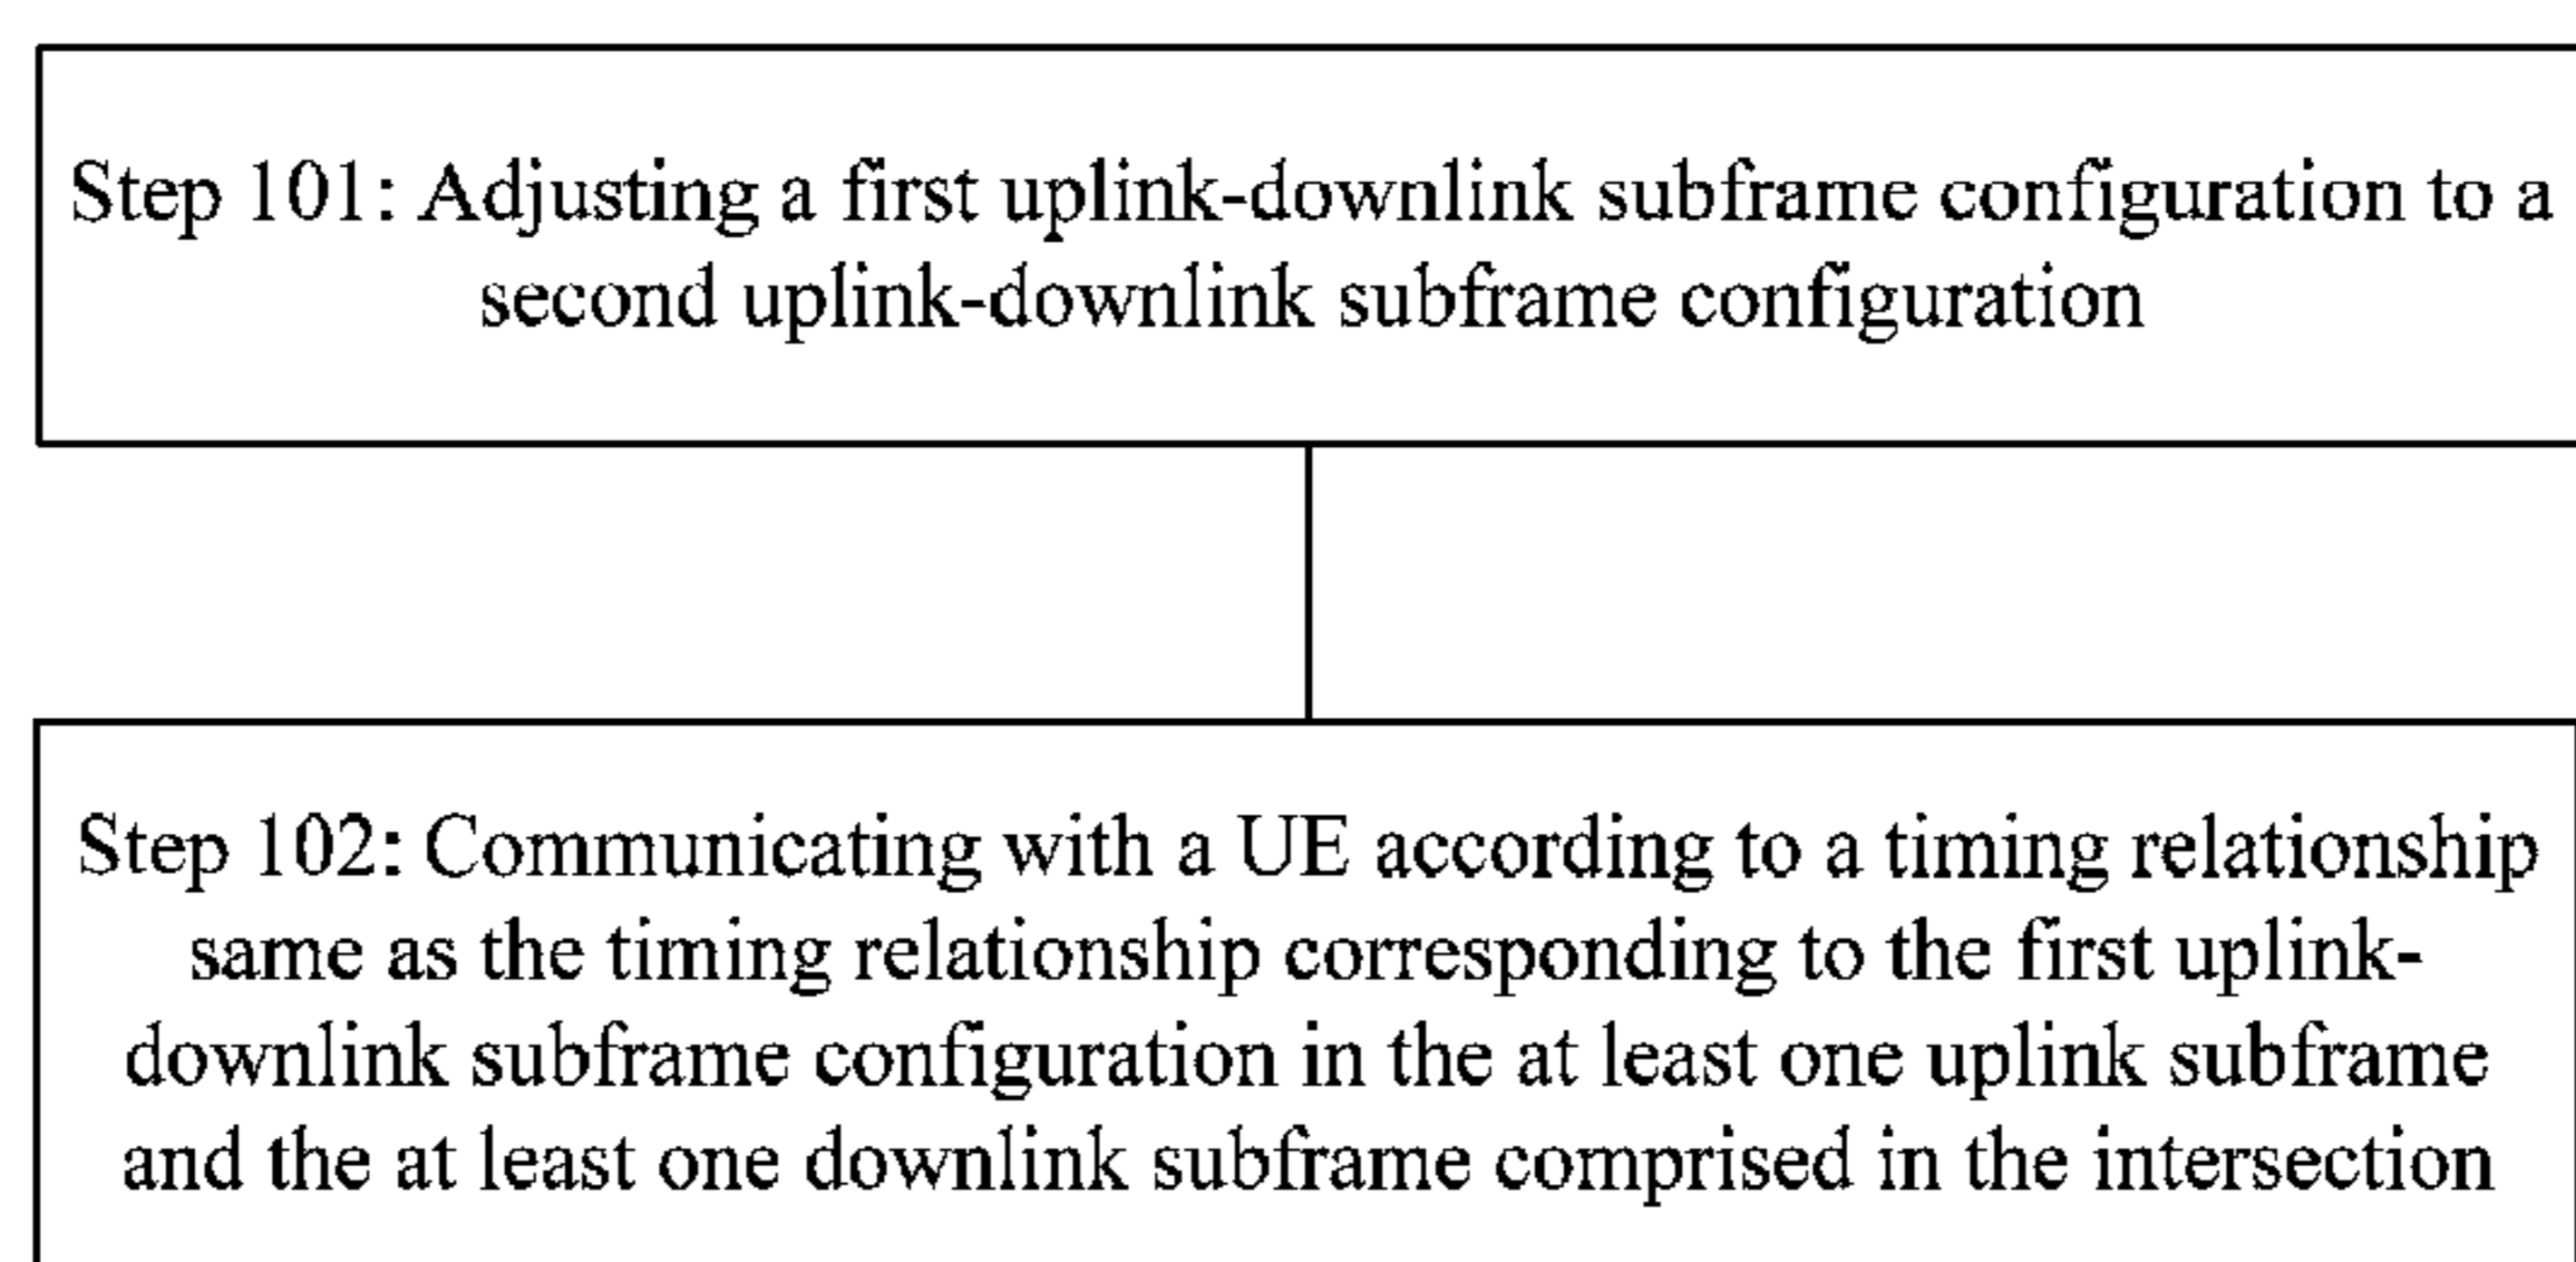 Step 101: Adjusting a first uplink-downlink subframe configuration to a
second uplink-downlink subframe configuration
Step 102: Communicating with a UE according to a timing relationship
same as the timing relationship corresponding to the first uplink-
downlink subframe configuration in the at least one uplink subframe
and the at least one downlink subframe comprised in the intersection